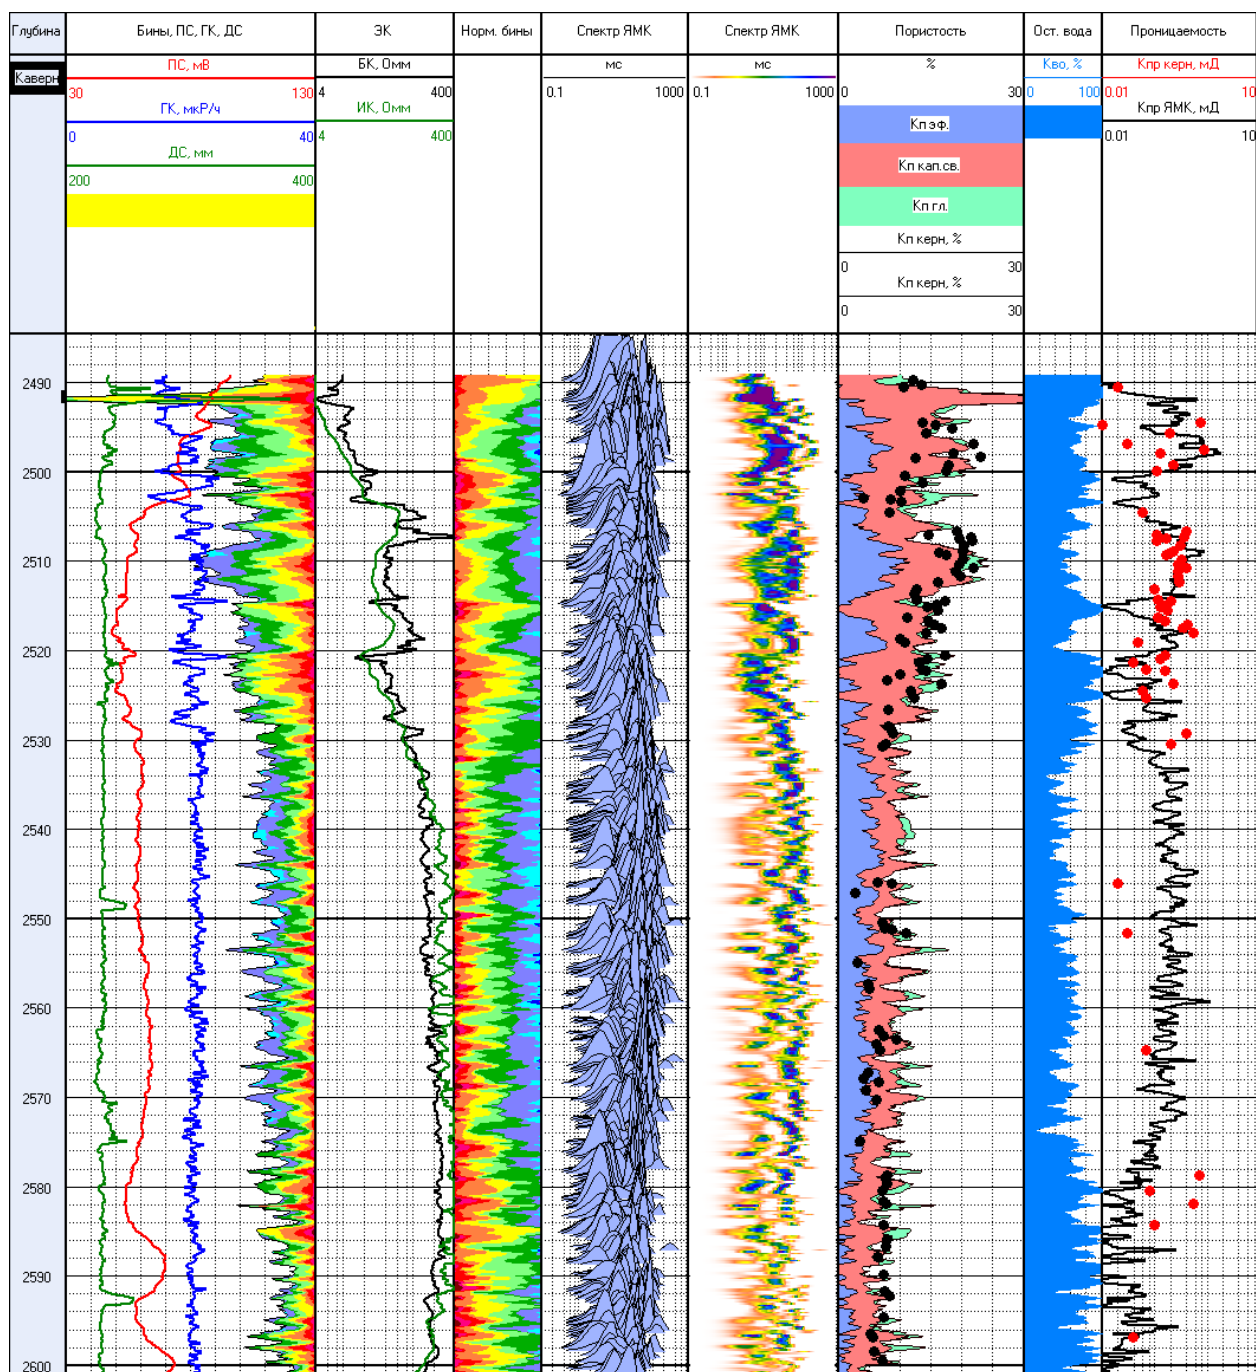 Глубина
Бины, ПС, ГК, ДС
ЭК
Норм. бины
Спектр ЯМК
Спектр ЯМК
Пористость
Ост. вода
Проницаемость
Каверн
ПС, мВ
30 130
ГК, мкР/ч
0 40
ДС, мм
200 400
БК, Омм
4 400
ИК, Омм
4 400
мс
0.1 1000
мс
0.1 1000
%
0 30
Кп эф.
Кп кап.св.
Кп гл.
Кп керн, %
0 30
Кп керн, %
0 30
Кво, %
0 100
Кпр керн, мД
0.01 10
Кпр ЯМК, мД
0.01 10
2490
2500
2510
2520
2530
2540
2550
2560
2570
2580
2590
2600